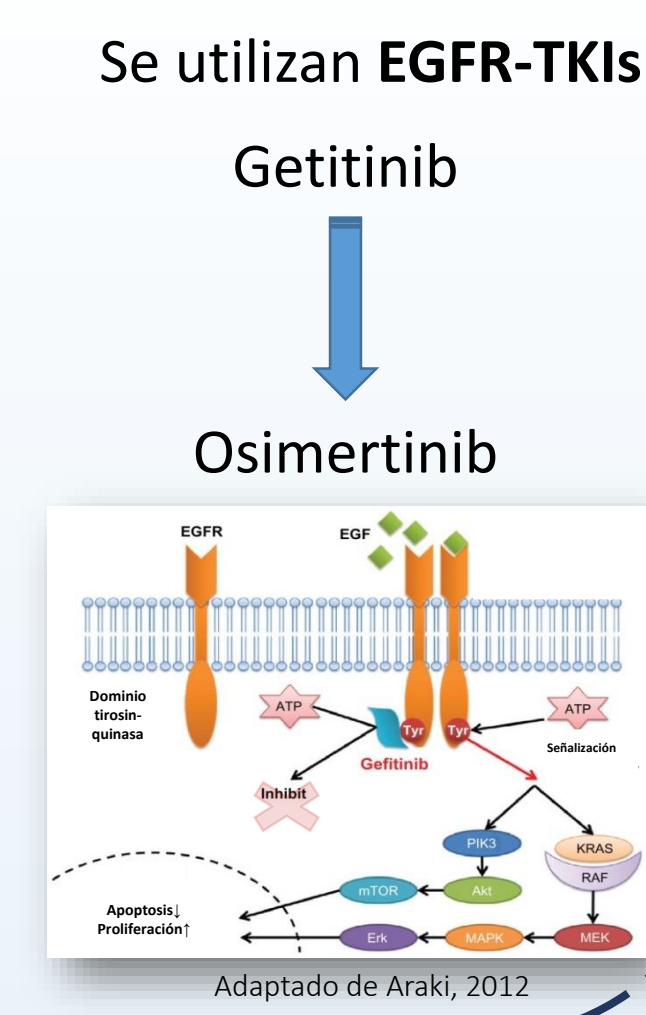 Se utilizan EGFR-TKIs
Getitinib
Osimertinib
EGFR
EGF
Dominio
tirosin-
quinasa
ATP
Tyr
Tyr
ATP
Señalización
Gefitinib
Inhibit
PIK3
KRAS
RAF
mTOR
Akt
Apoptosis↓
Proliferación↑
Erk
MAPK
MEK
Adaptado de Araki, 2012